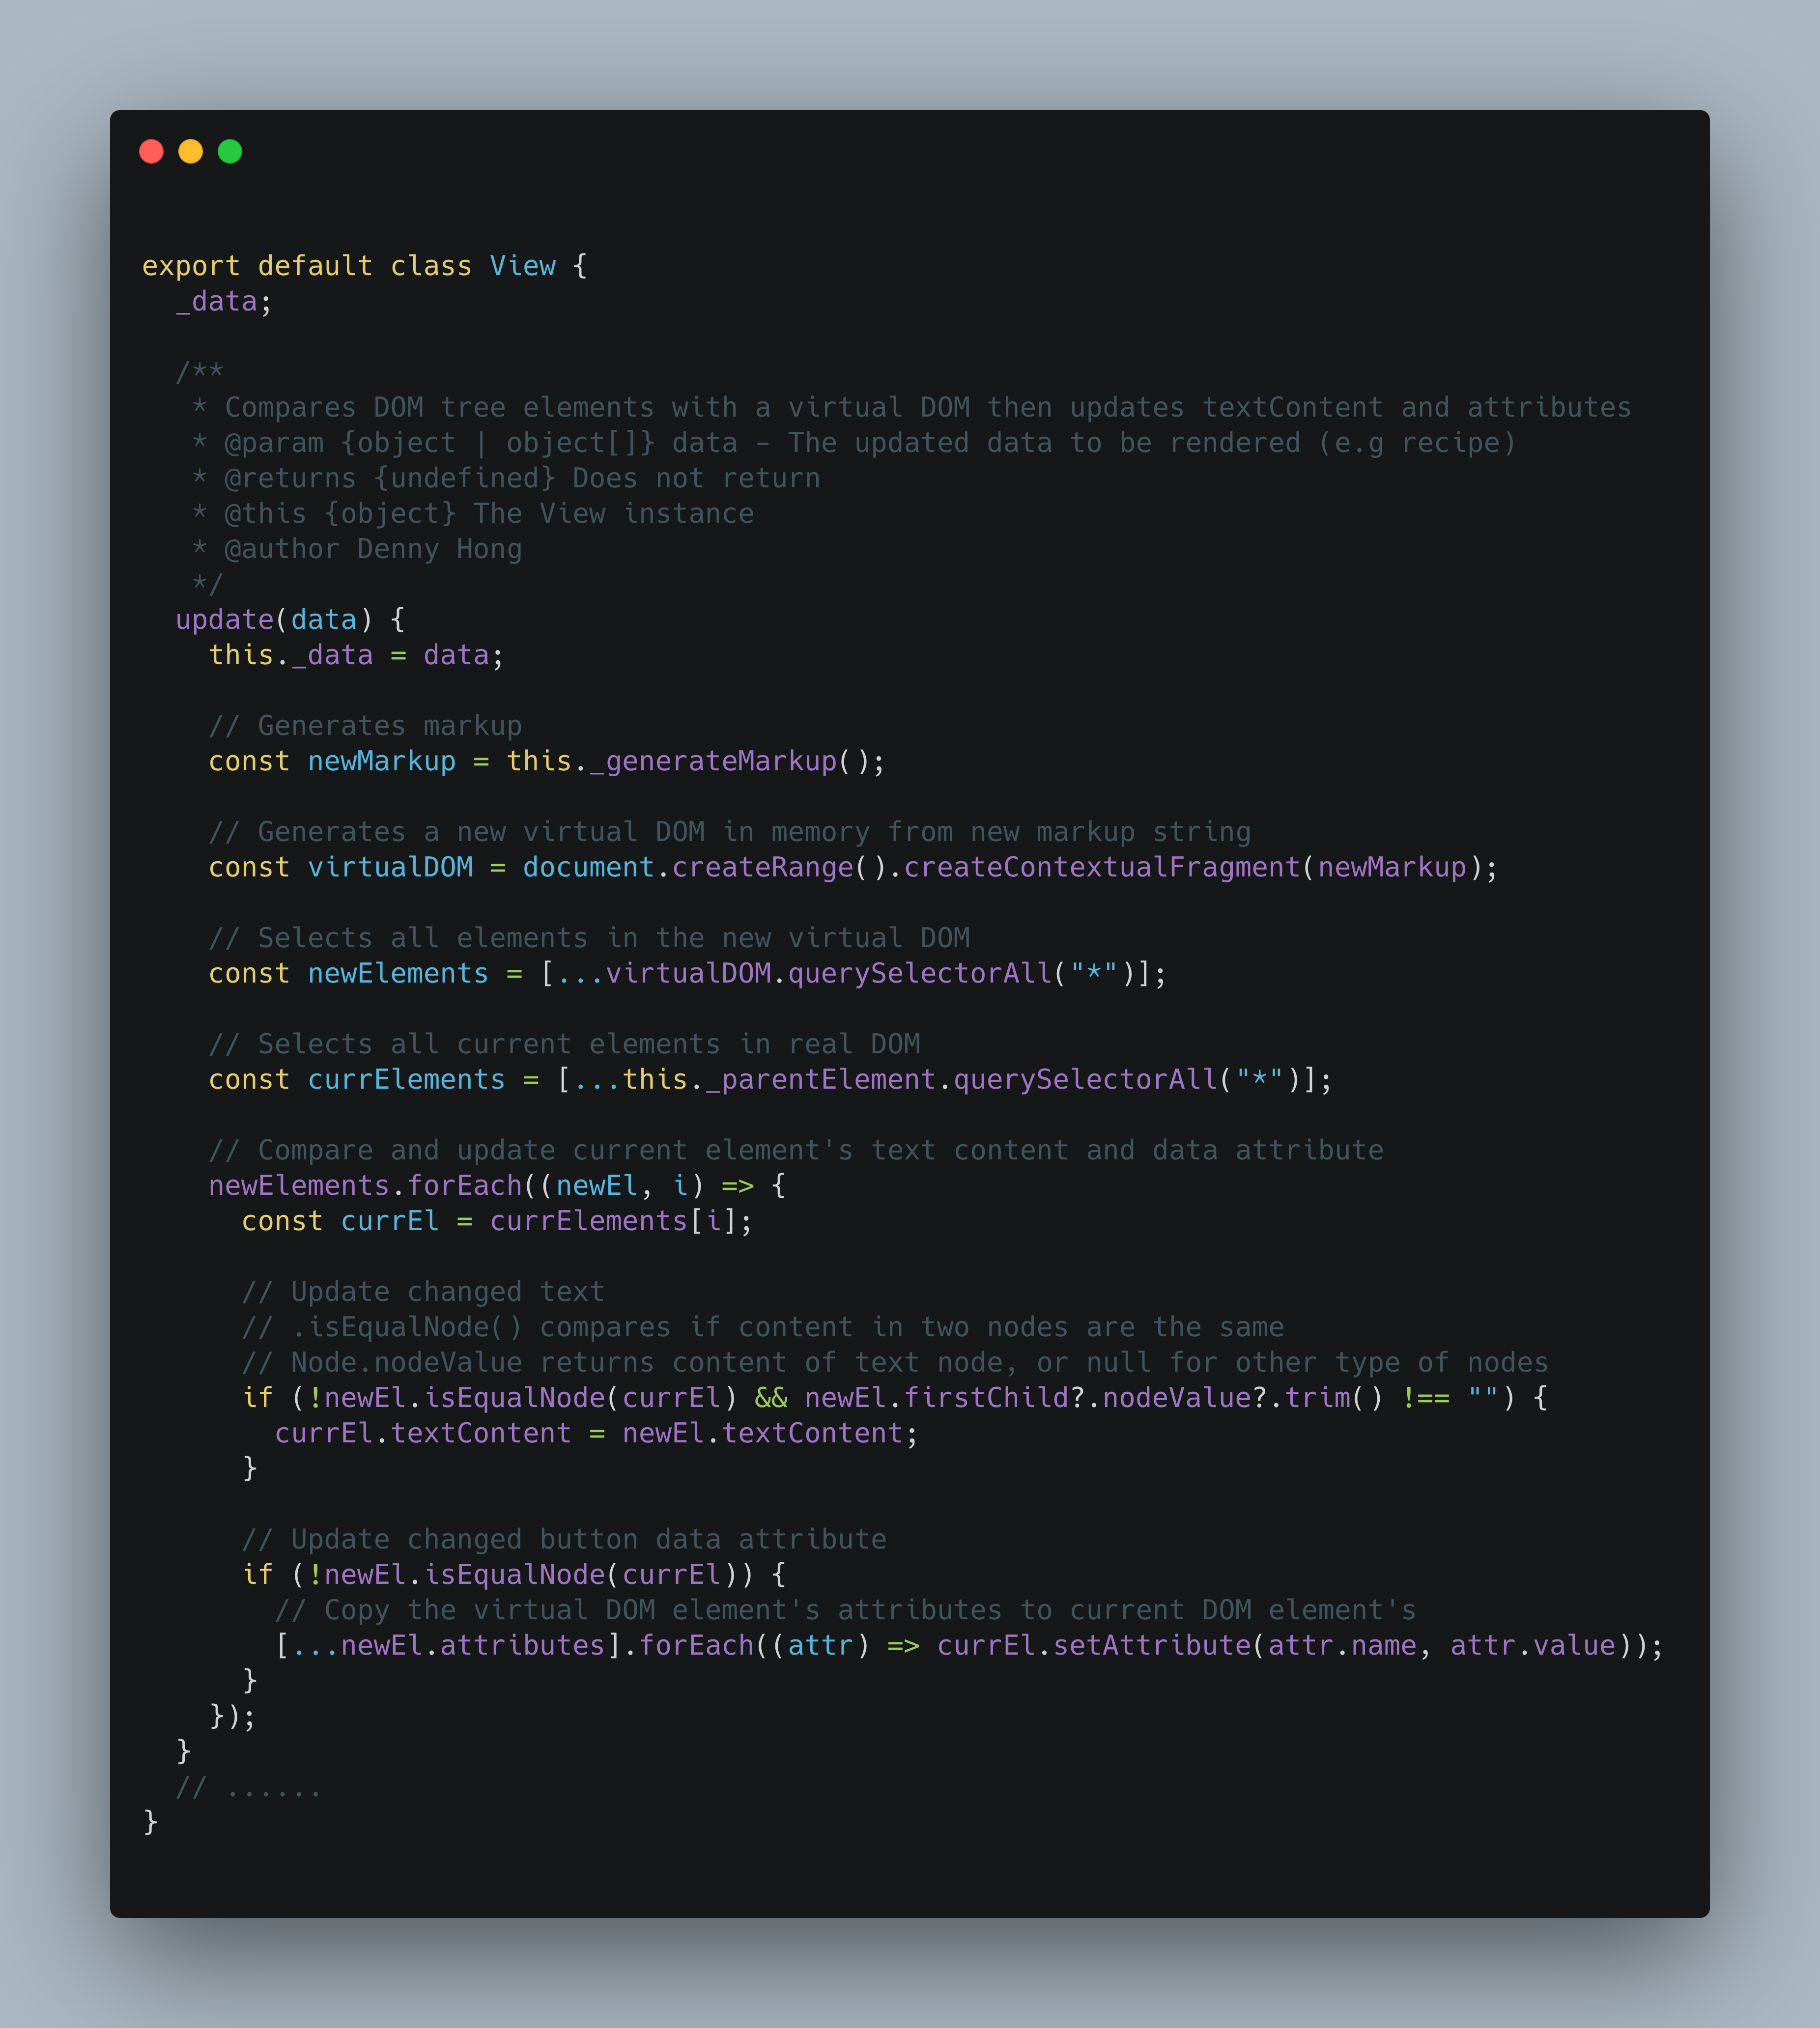 export default class View {
  _data;

  /**
   * Compares DOM tree elements with a virtual DOM then updates textContent and attributes
   * @param {object | object[]} data - The updated data to be rendered (e.g recipe)
   * @returns {undefined} Does not return
   * @this {object} The View instance
   * @author Denny Hong
   */
  update(data) {
    this._data = data;

    // Generates markup
    const newMarkup = this._generateMarkup();

    // Generates a new virtual DOM in memory from new markup string
    const virtualDOM = document.createRange().createContextualFragment(newMarkup);

    // Selects all elements in the new virtual DOM
    const newElements = [...virtualDOM.querySelectorAll("*")];

    // Selects all current elements in real DOM
    const currElements = [...this._parentElement.querySelectorAll("*")];

    // Compare and update current element's text content and data attribute
    newElements.forEach((newEl, i) => {
      const currEl = currElements[i];

      // Update changed text
      // .isEqualNode() compares if content in two nodes are the same
      // Node.nodeValue returns content of text node, or null for other type of nodes
      if (!newEl.isEqualNode(currEl) && newEl.firstChild?.nodeValue?.trim() !== "") {
        currEl.textContent = newEl.textContent;
      }

      // Update changed button data attribute
      if (!newEl.isEqualNode(currEl)) {
        // Copy the virtual DOM element's attributes to current DOM element's
        [...newEl.attributes].forEach((attr) => currEl.setAttribute(attr.name, attr.value));
      }
    });
  }
  // ......
}